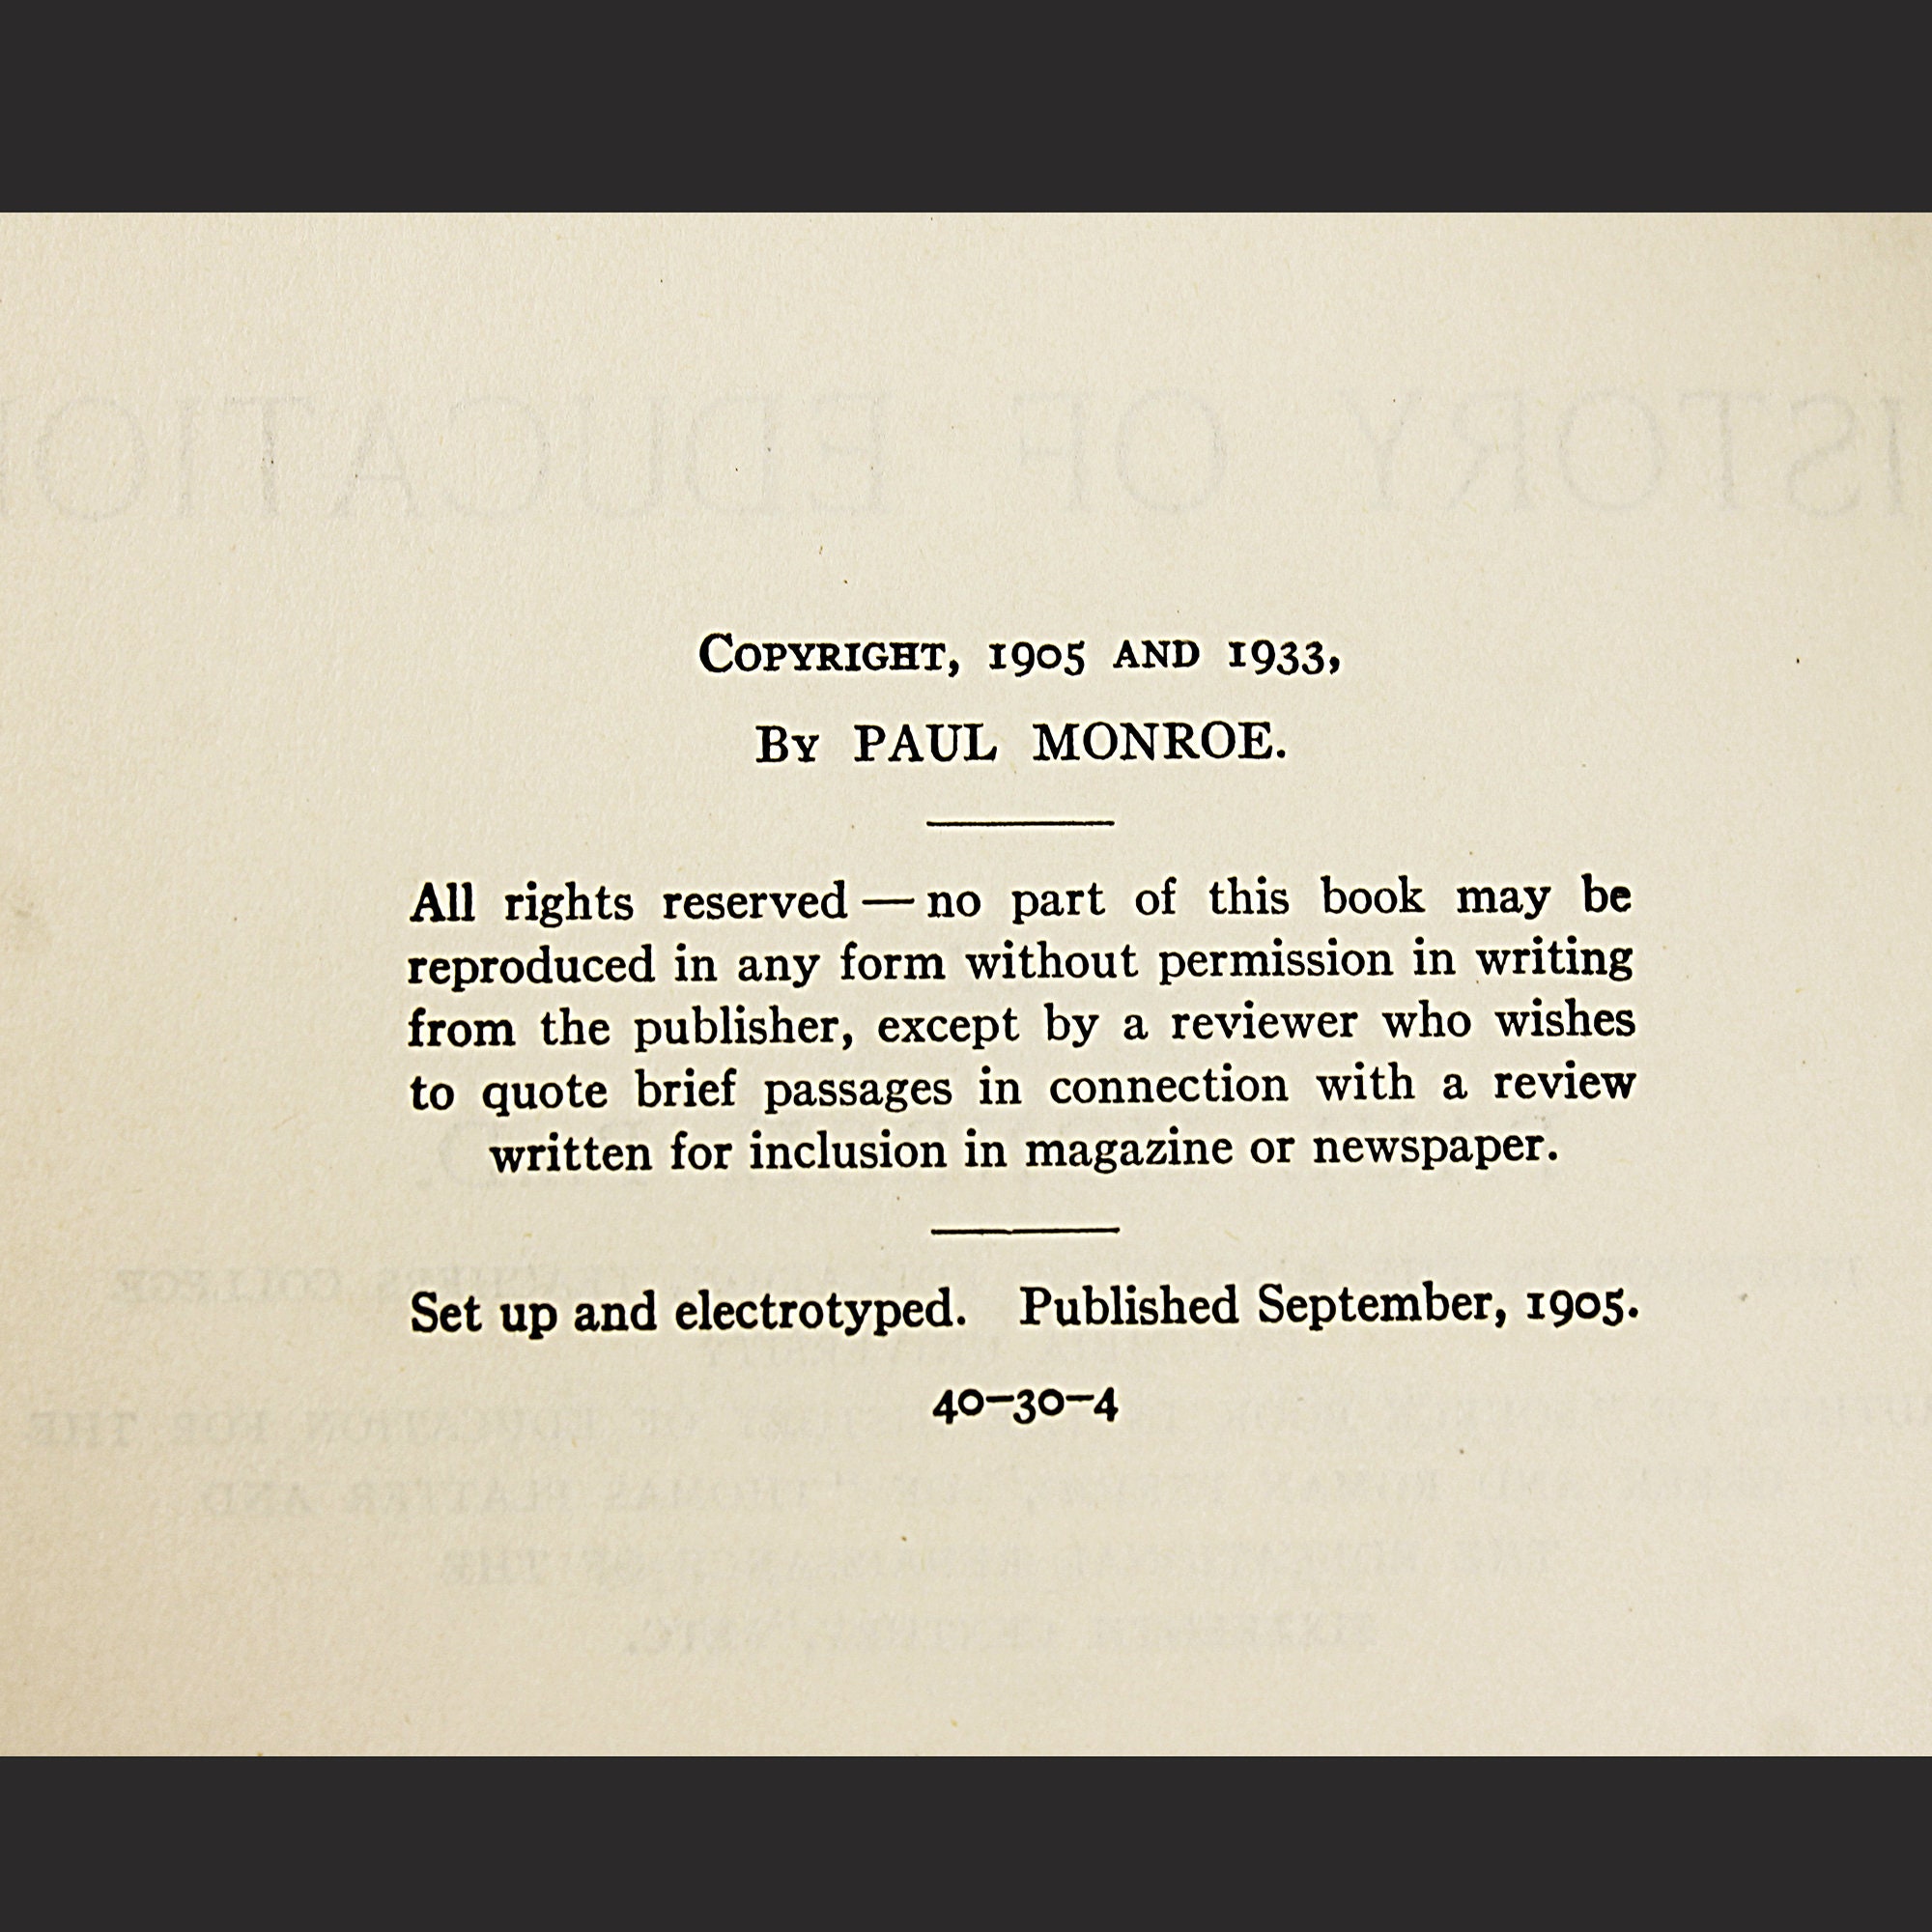 COPYRIGHT, 1905 AND 1933,
BY PAUL MONROE.
All rights reserved — no part of this book may be
reproduced in any form without permission in writing
from the publisher, except by a reviewer who wishes
to quote brief passages in connection with a review
written for inclusion in magazine or newspaper.
Set up and electrotyped. Published September, 1905.
40–30–4